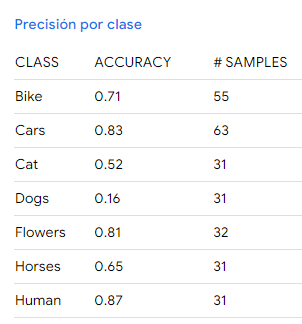 Precisión por clase
CLASS ACCURACY # SAMPLES
Bike 0.71 55
Cars 0.83 63
Cat 0.52 31
Dogs 0.16 31
Flowers 0.81 32
Horses 0.65 31
Human 0.87 31